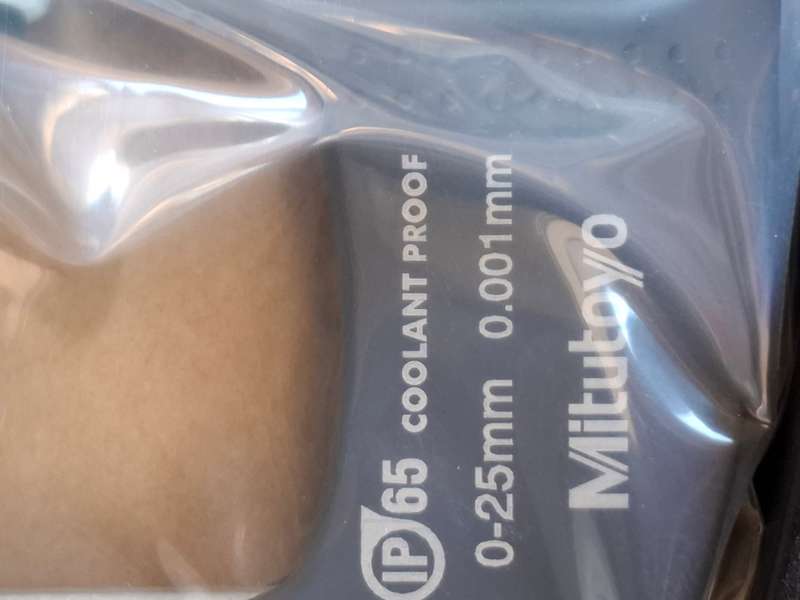 IP65 COOLANT PROOF
0-25mm 0.001mm
Mitutoyo